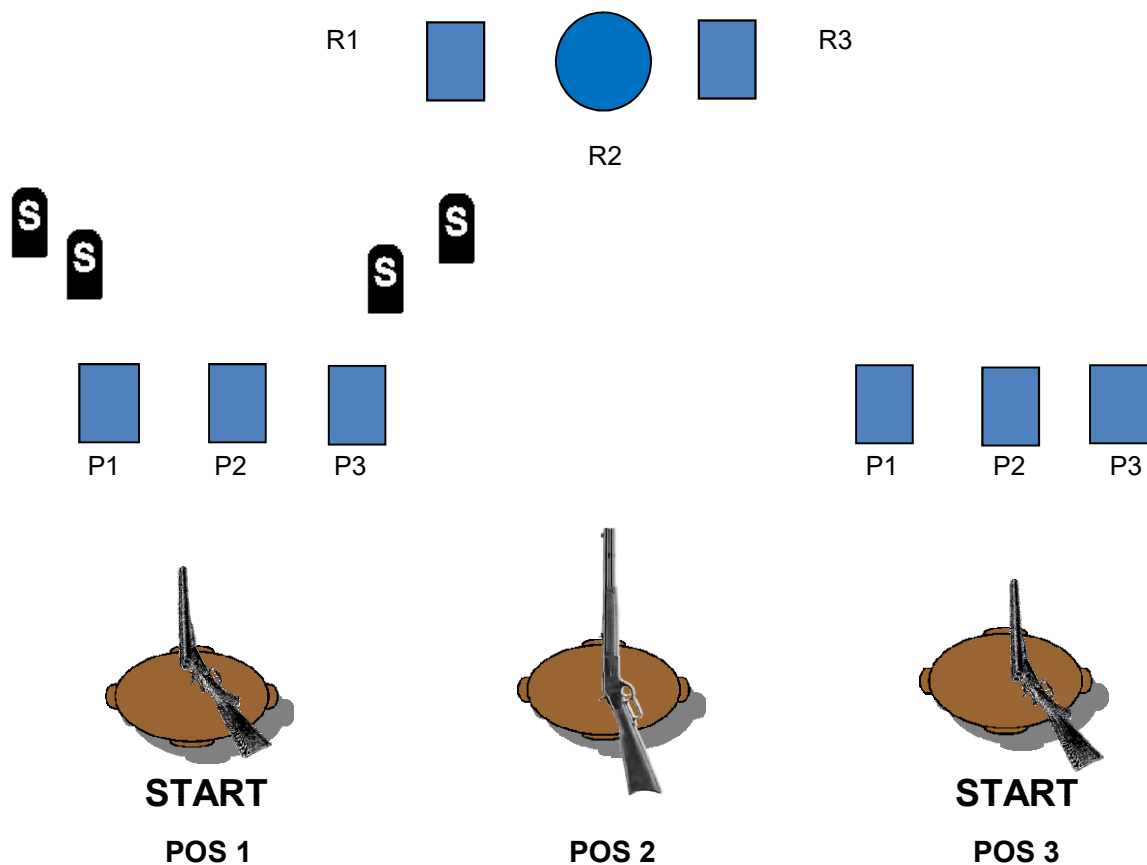 R1 R3
R2
S S
S S
P1 P2 P3 P1 P2 P3
START START
POS 1 POS 2 POS 3